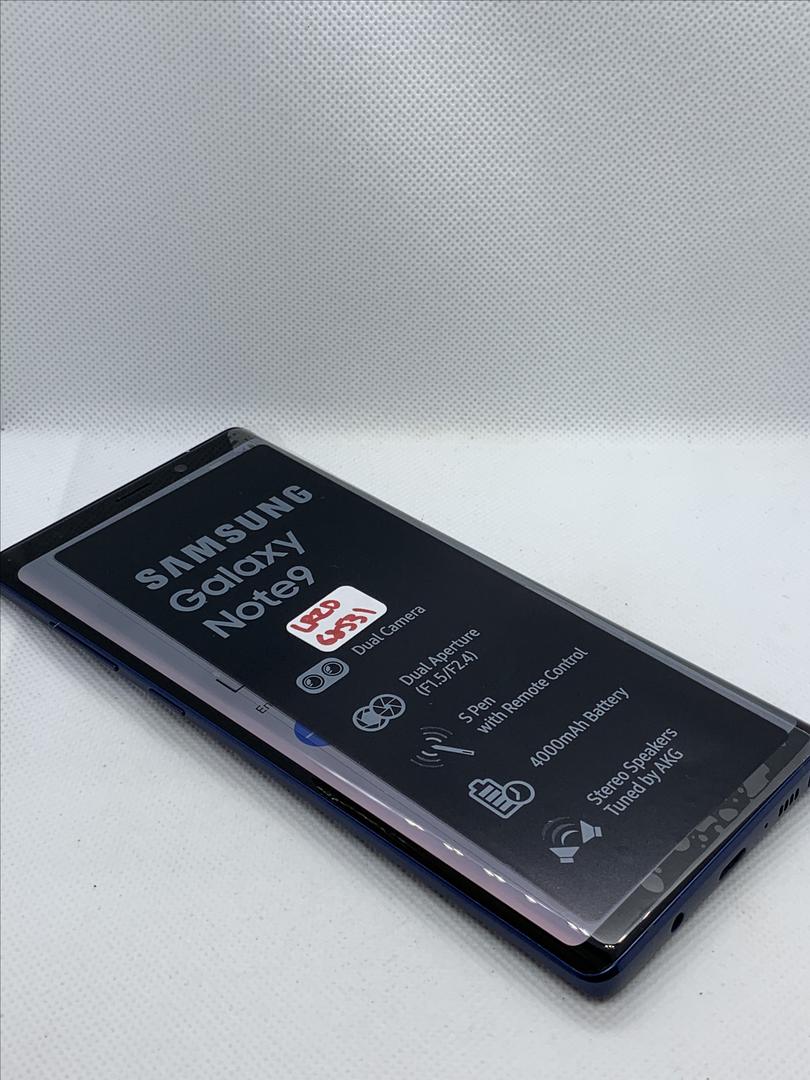 SAMSUNG
Galaxy
Note9
Dual Camera
Dual Aperture
(F1.5/F2.4)
S Pen
with Remote Control
4000mAh Battery
Stereo Speakers
Tuned by AKG